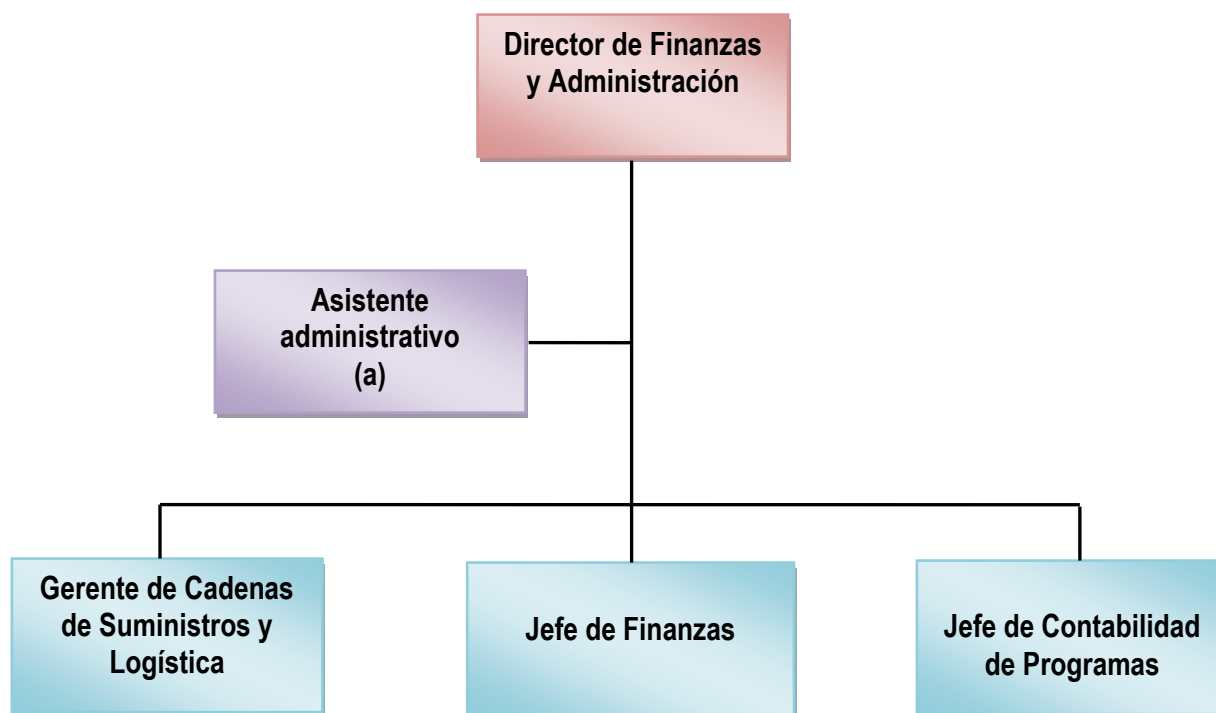 Director de Finanzas
y Administración
Asistente
administrativo
(a)
Gerente de Cadenas
de Suministros y
Logística
Jefe de Finanzas
Jefe de Contabilidad
de Programas